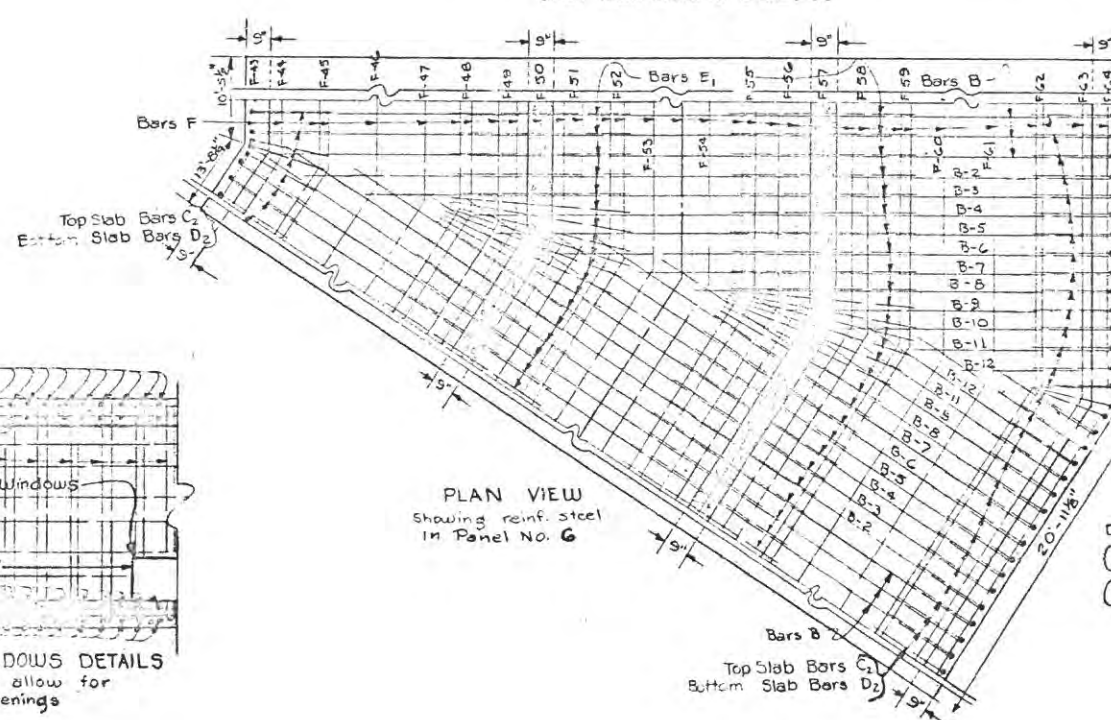 9"
9"
9"
F-43
F-44
F-45
F-46
F-47
F-48
F-49
F 50
F-51
F-52
Bars E1
F-55
F-56
F 57
F-58
F-59
Bars B
F-62
F-63
F-64
10'-5½"
Bars F
13'-8¼"
F-53
F-54
F-60
F-61
B-2
B-3
B-4
B-5
B-6
B-7
B-8
B-9
B-10
B-11
B-12
Top Slab Bars C2
Bottom Slab Bars D2
9"
B-12
B-11
B-8
B-7
B-5
B-4
B-3
B-2
9"
windows
PLAN VIEW
Showing reinf. steel
in Panel No. 6
9"
20'-11⅛"
DOWS DETAILS
allow for
enings
Bars B
Top Slab Bars C2
Bottom Slab Bars D2
9"